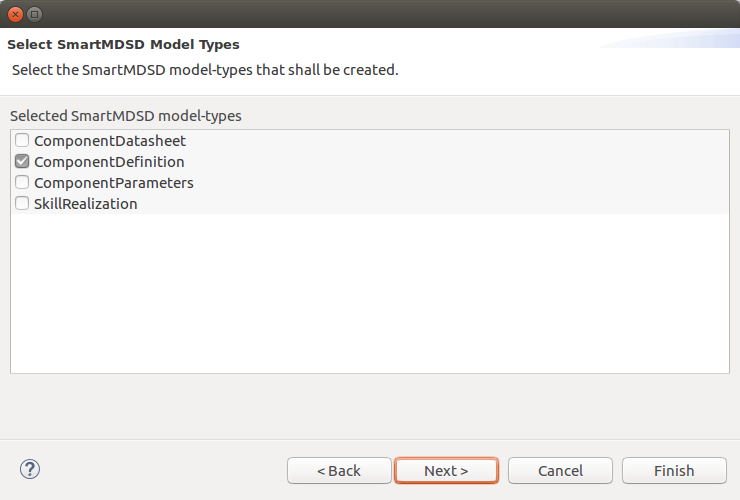 Select SmartMDSD Model Types
Select the SmartMDSD model-types that shall be created.
Selected SmartMDSD model-types
ComponentDatasheet
ComponentDefinition
ComponentParameters
SkillRealization
?
< Back
Next >
Cancel
Finish